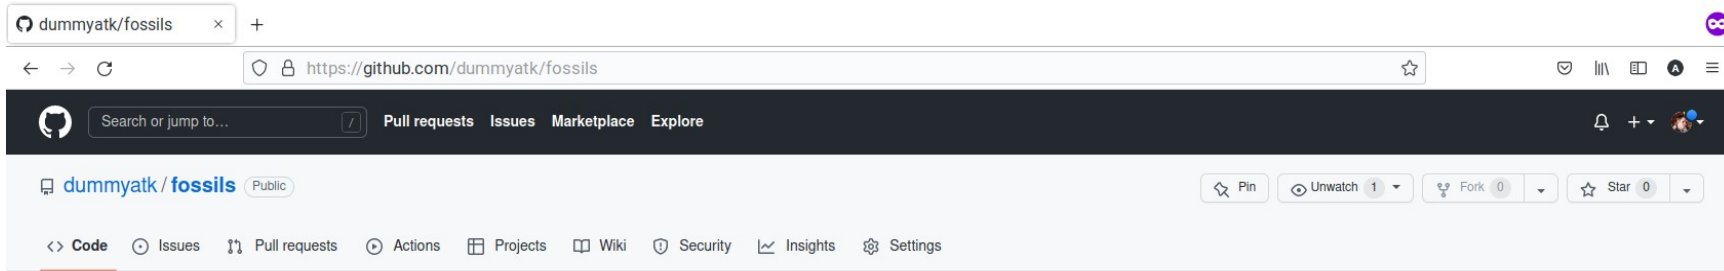 dummyatk/fossils
https://github.com/dummyatk/fossils
A
Search or jump to... / Pull requests Issues Marketplace Explore
dummyatk / fossils Public Pin Unwatch 1 Fork 0 Star 0
Code Issues Pull requests Actions Projects Wiki Security Insights Settings